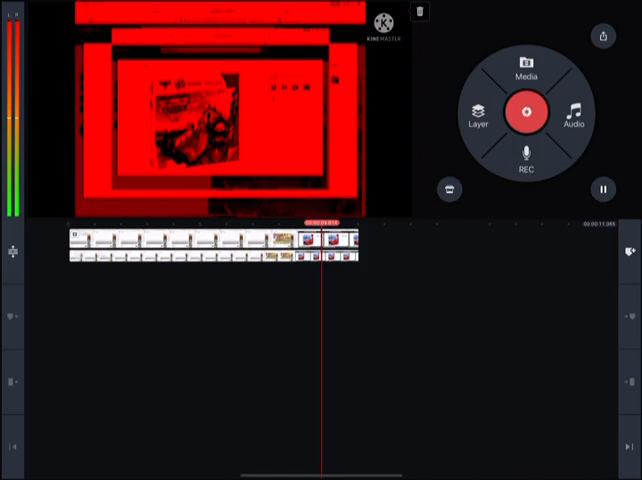 L R
KINEMASTER
Media
Layer
Audio
REC
00:00:11.065